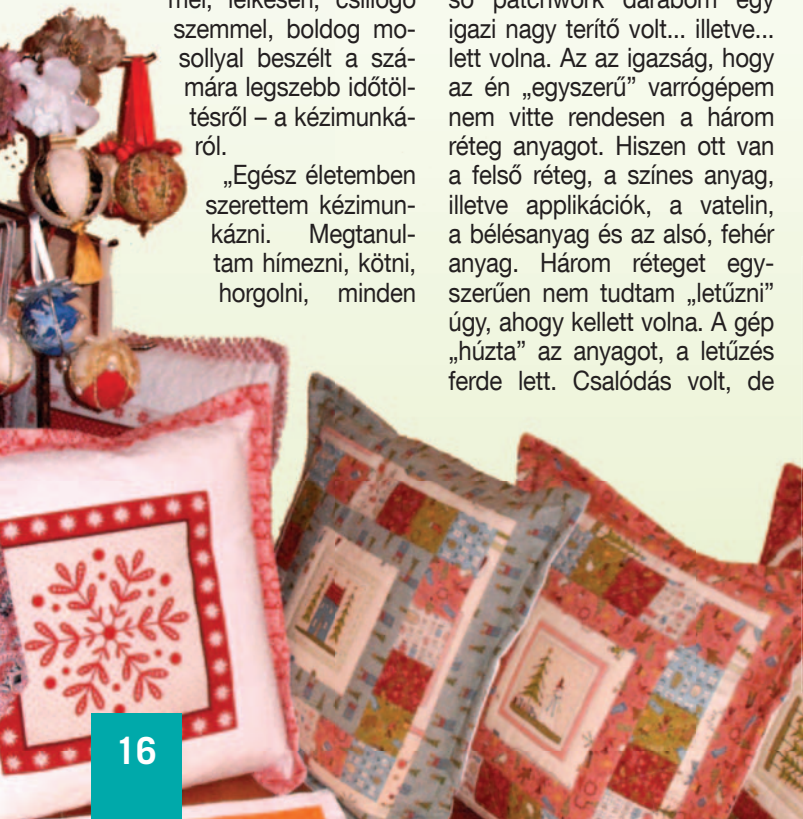 mel, lelkesen, csillogó
szemmel, boldog mo-
sollyal beszélt a szá-
mára legszebb időtöl-
tésről – a kézimunká-
ról.
„Egész életemben
szerettem kézimun-
kázni. Megtanul-
tam hímezni, kötni,
horgolni, minden
ső patchwork darabom egy
igazi nagy terítő volt... illetve...
lett volna. Az az igazság, hogy
az én „egyszerű” varrógépem
nem vitte rendesen a három
réteg anyagot. Hiszen ott van
a felső réteg, a színes anyag,
illetve applikációk, a vatelin,
a bélésanyag és az alsó, fehér
anyag. Három réteget egy-
szerűen nem tudtam „letűzni”
úgy, ahogy kellett volna. A gép
„húzta” az anyagot, a letűzés
ferde lett. Csalódás volt, de
16